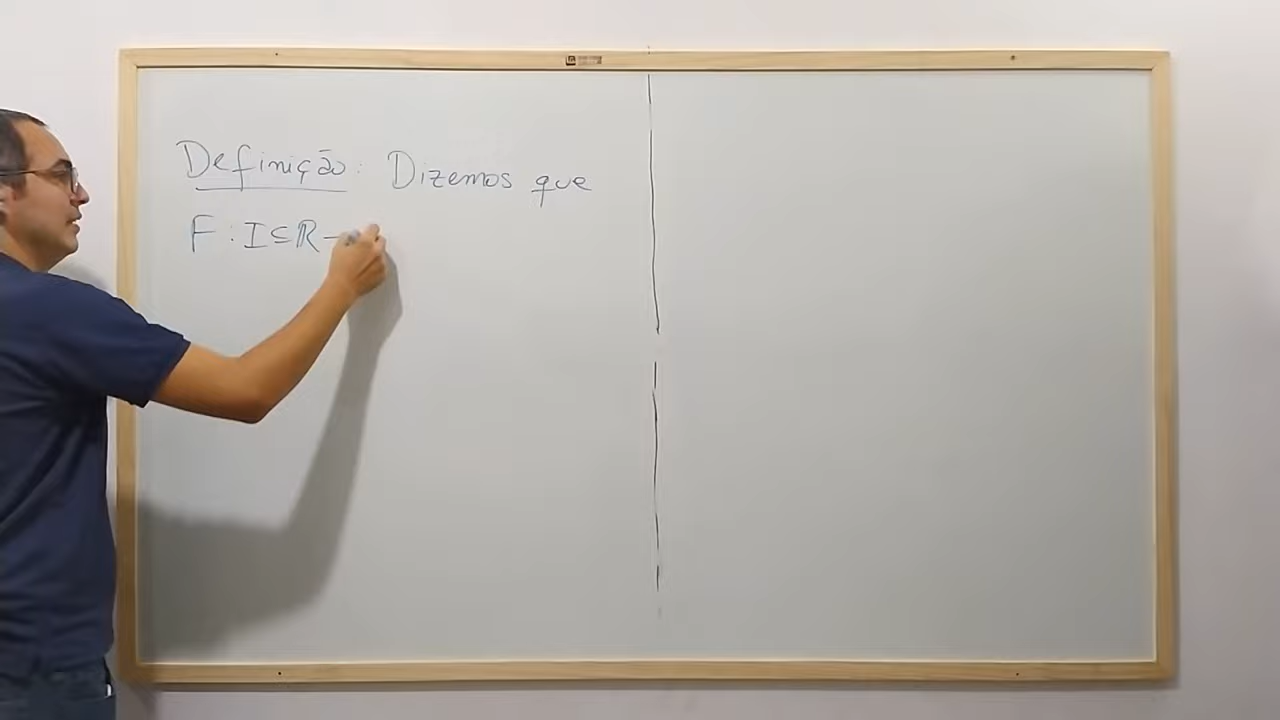 Definição: Dizemos que
F : I ⊆ ℝ −